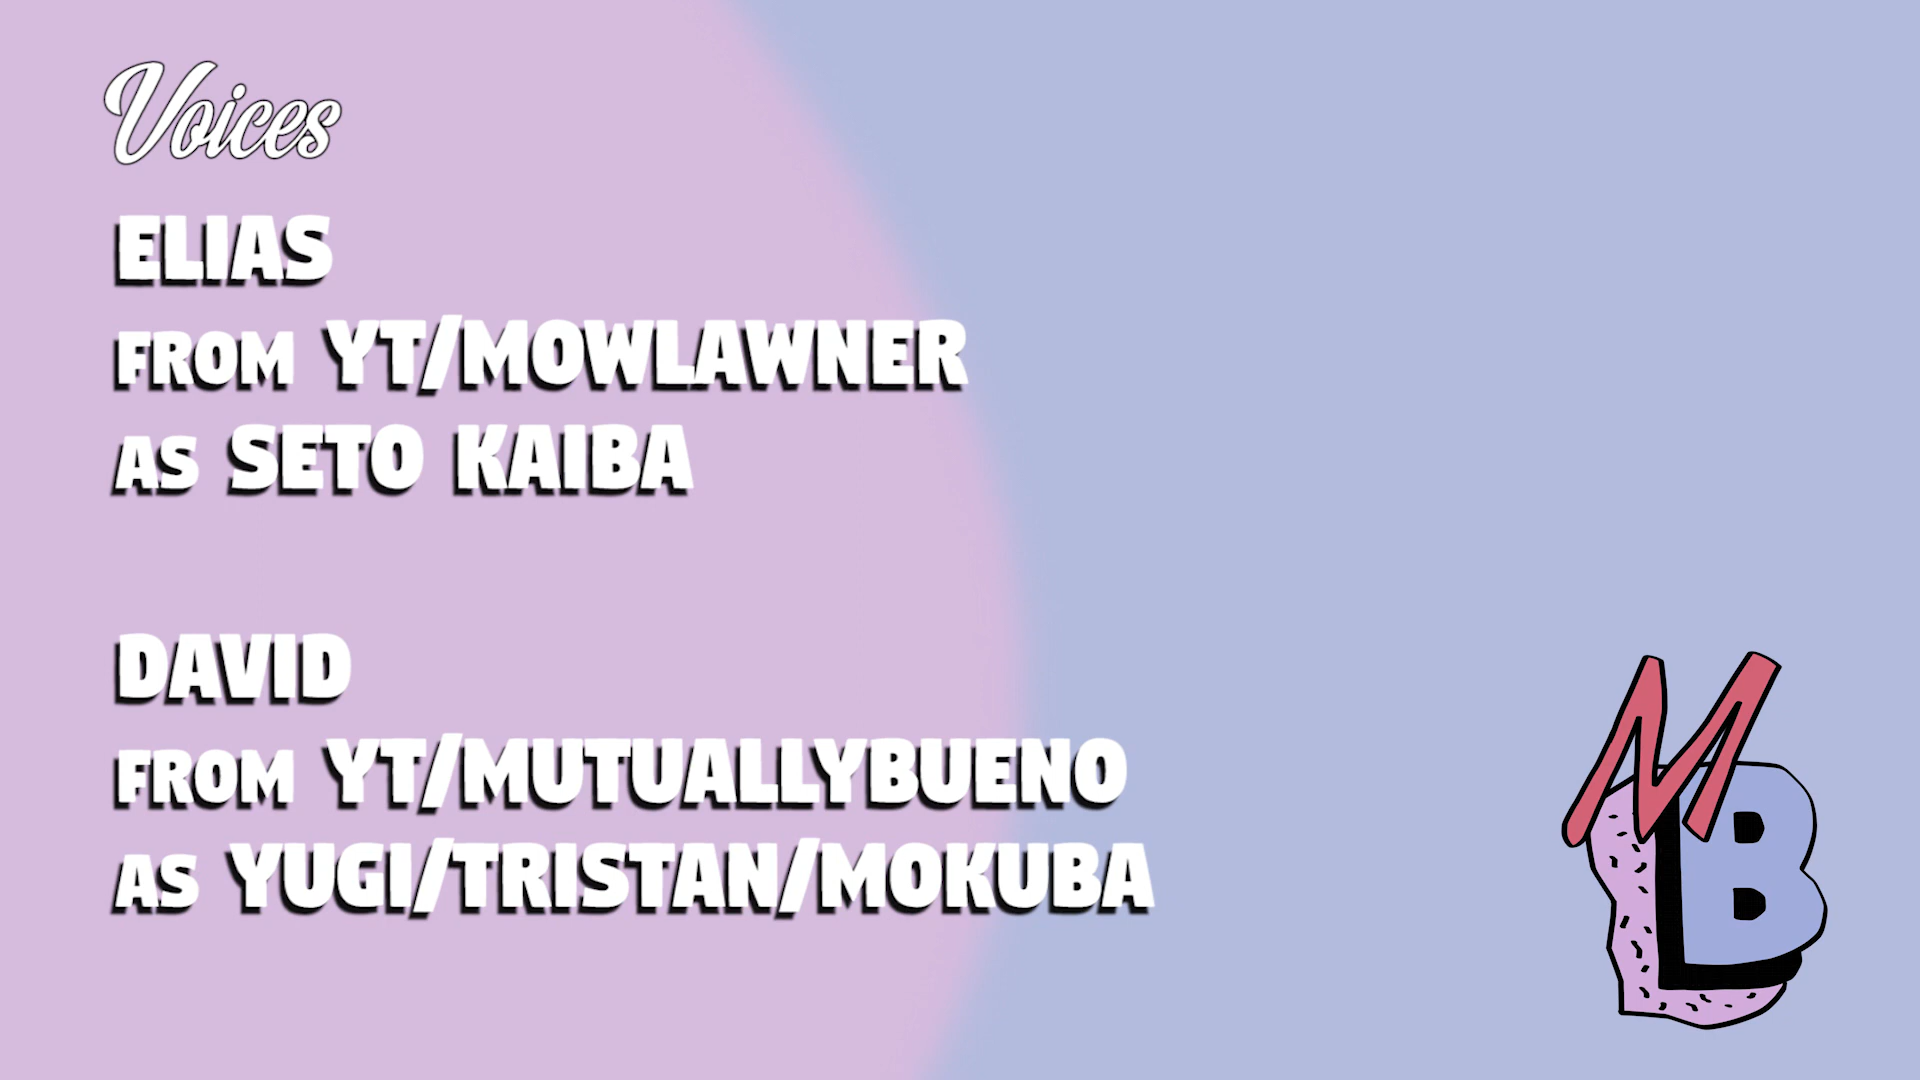 Voices
ELIAS
FROM YT/MOWLAWNER
AS SETO KAIBA
DAVID
FROM YT/MUTUALLYBUENO
AS YUGI/TRISTAN/MOKUBA
MB